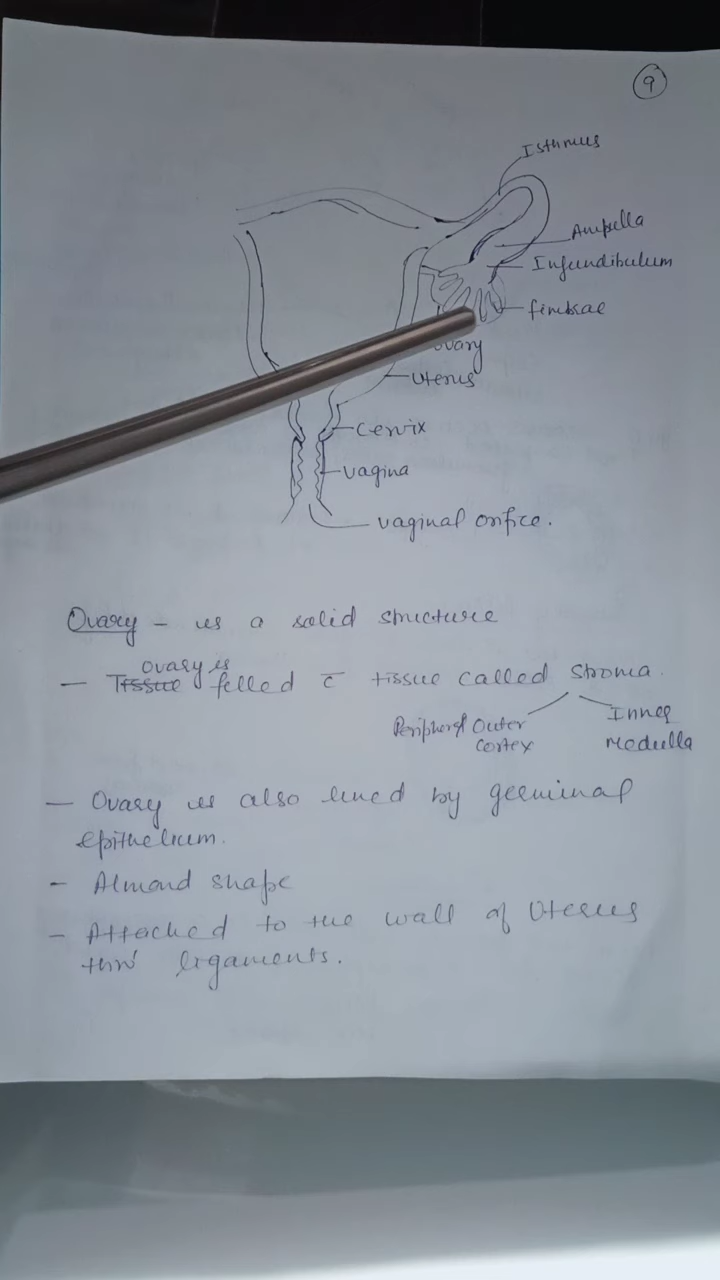 9
Isthmus
Ampulla
Infundibulum
fimbrae
ovary
Uterus
Cervix
Vagina
vaginal orifice.
Ovary - is a solid structure
ovary is
- Tissue filled c̄ tissue called stroma.
Peripheral Outer cortex
Inner Medulla
- Ovary is also lined by germinal
epithelium.
- Almond shape
- Attached to the wall of Uterus
thro' ligaments.